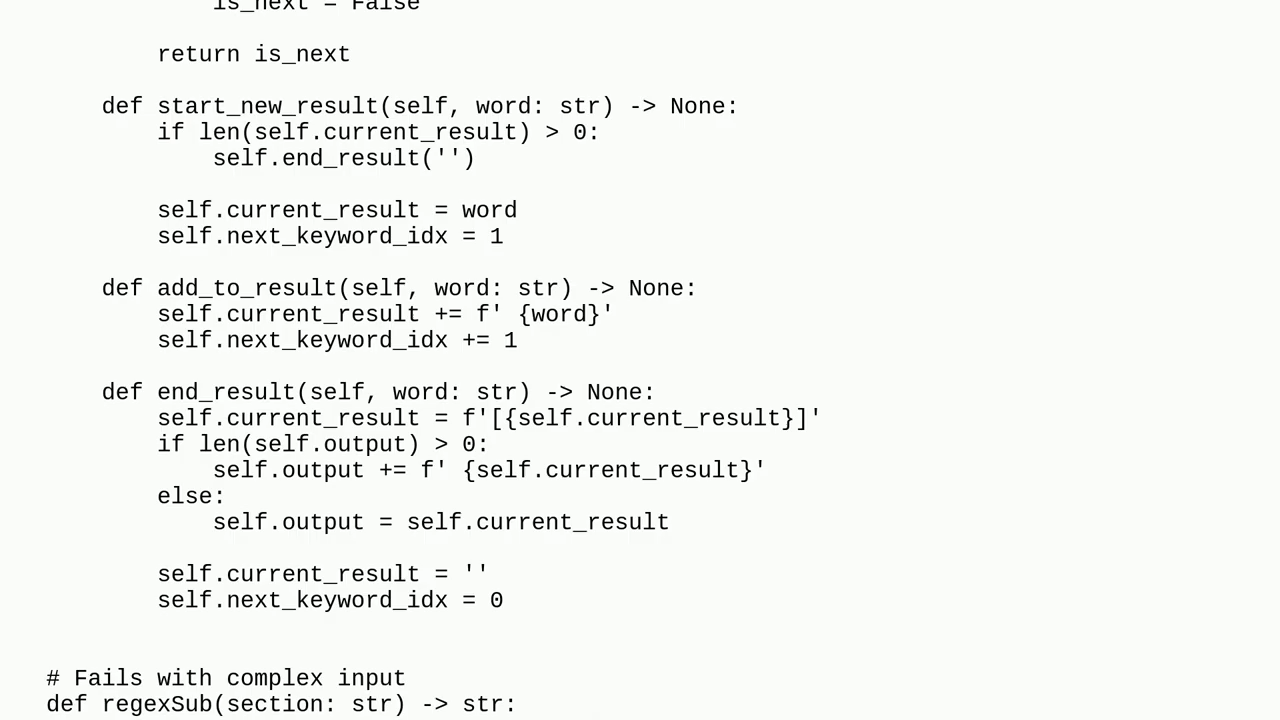 is_next = False
return is_next
def start_new_result(self, word: str) -> None:
if len(self.current_result) > 0:
self.end_result('')
self.current_result = word
self.next_keyword_idx = 1
def add_to_result(self, word: str) -> None:
self.current_result += f' {word}'
self.next_keyword_idx += 1
def end_result(self, word: str) -> None:
self.current_result = f'[{self.current_result}]'
if len(self.output) > 0:
self.output += f' {self.current_result}'
else:
self.output = self.current_result
self.current_result = ''
self.next_keyword_idx = 0
# Fails with complex input
def regexSub(section: str) -> str: